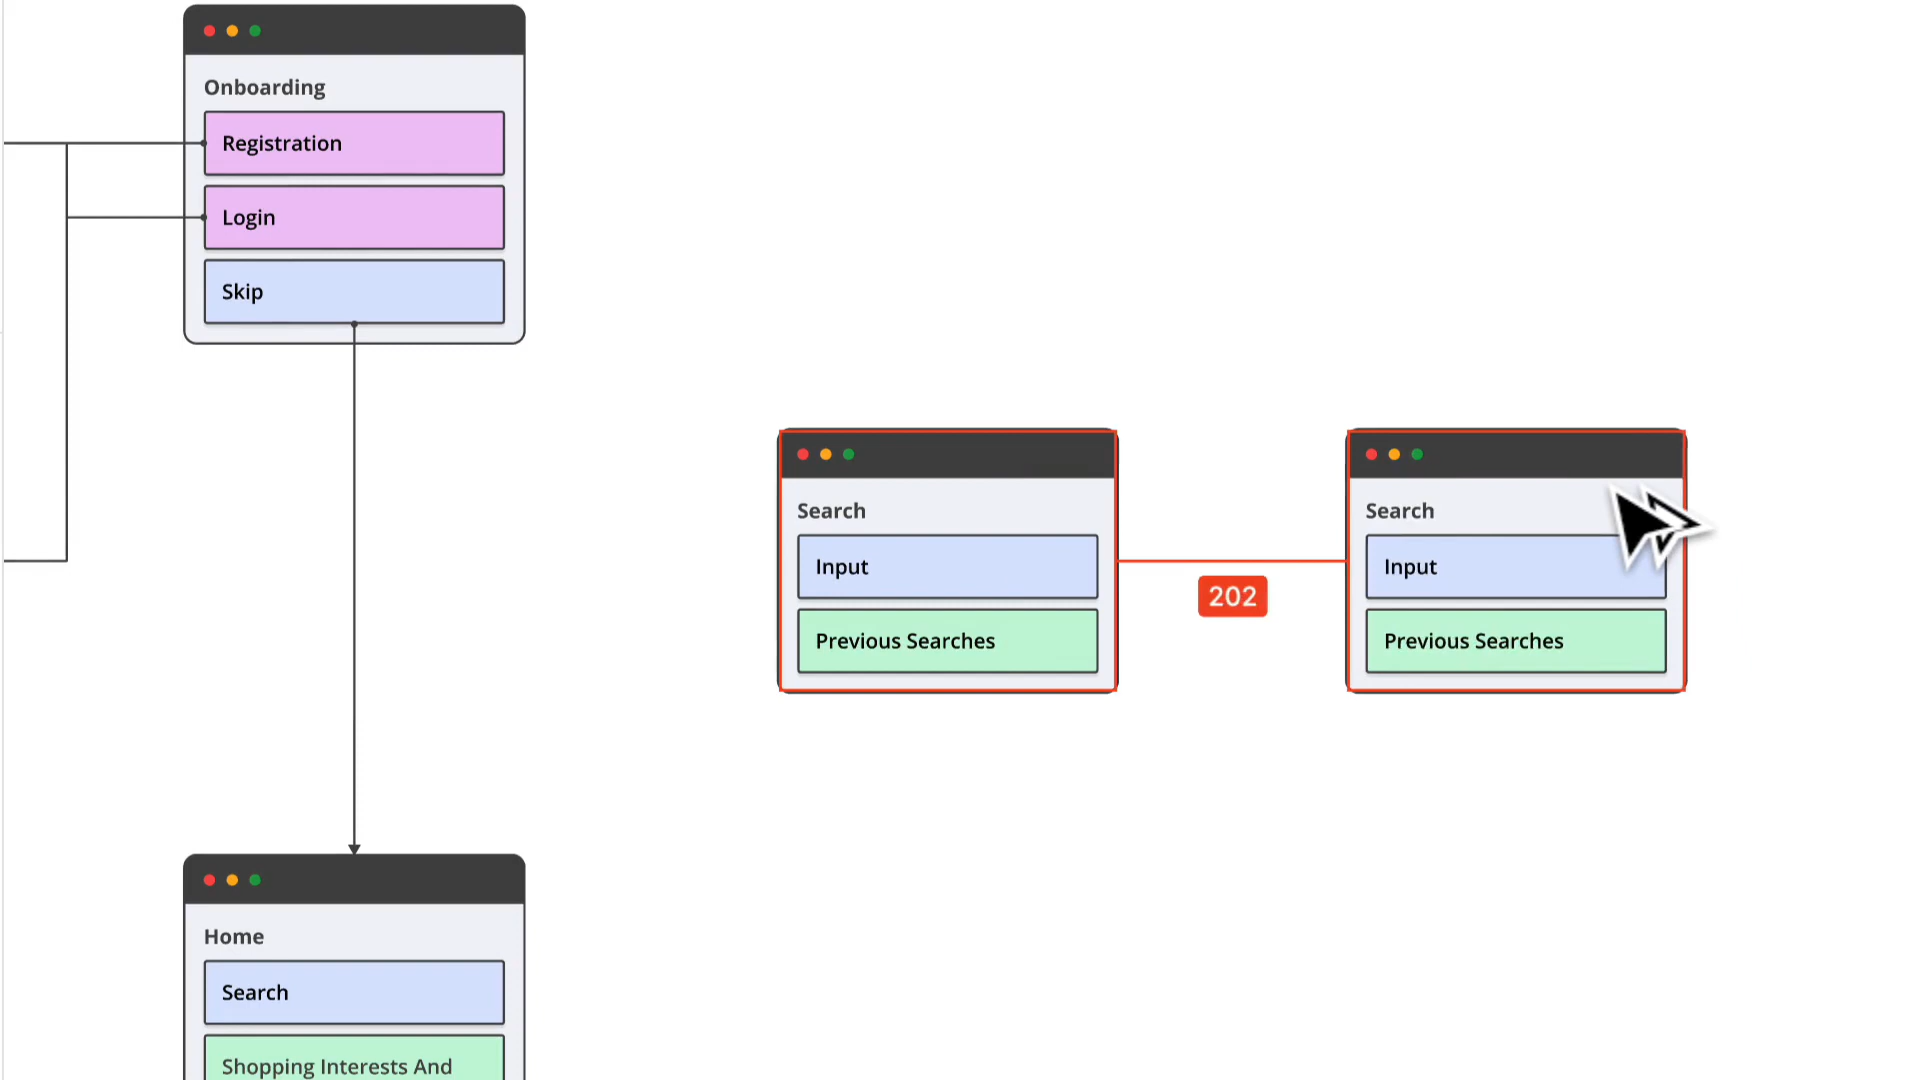 Onboarding
Registration
Login
Skip
Search
Input
Previous Searches
202
Search
Input
Previous Searches
Home
Search
Shopping Interests And